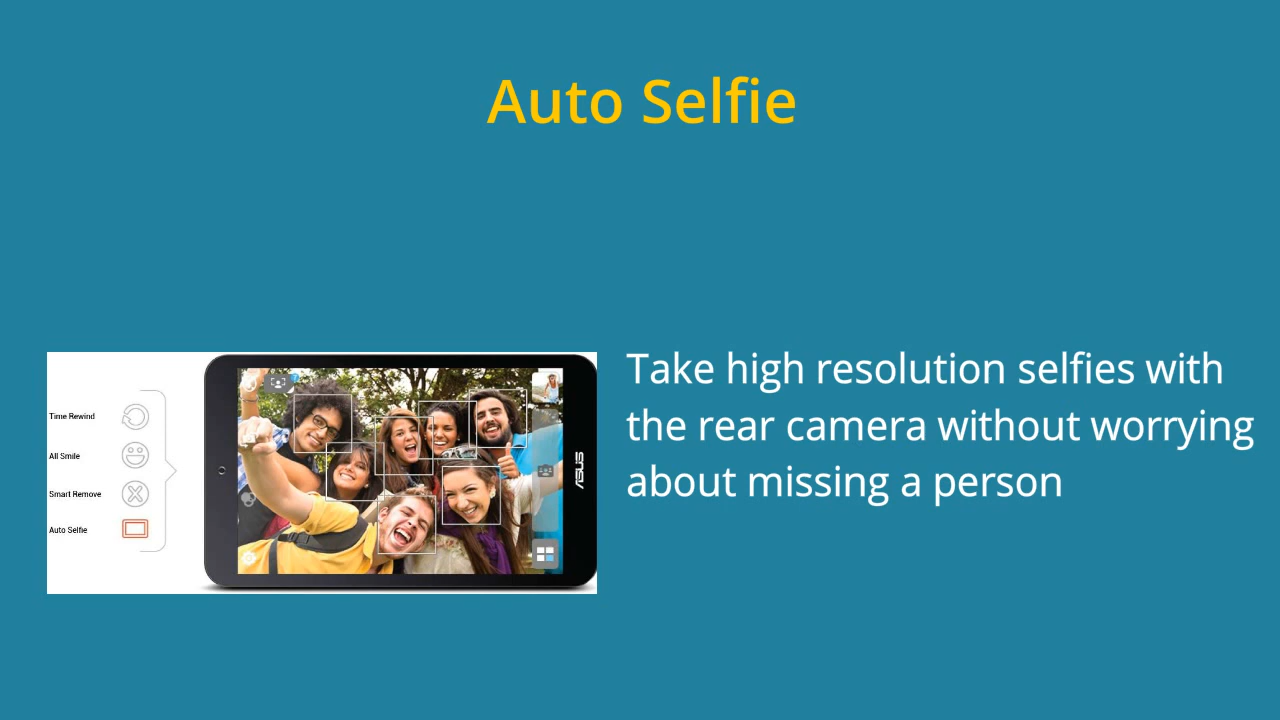 Auto Selfie
Take high resolution selfies with
the rear camera without worrying
about missing a person
Time Rewind
All Smile
Smart Remove
Auto Selfie
ASUS